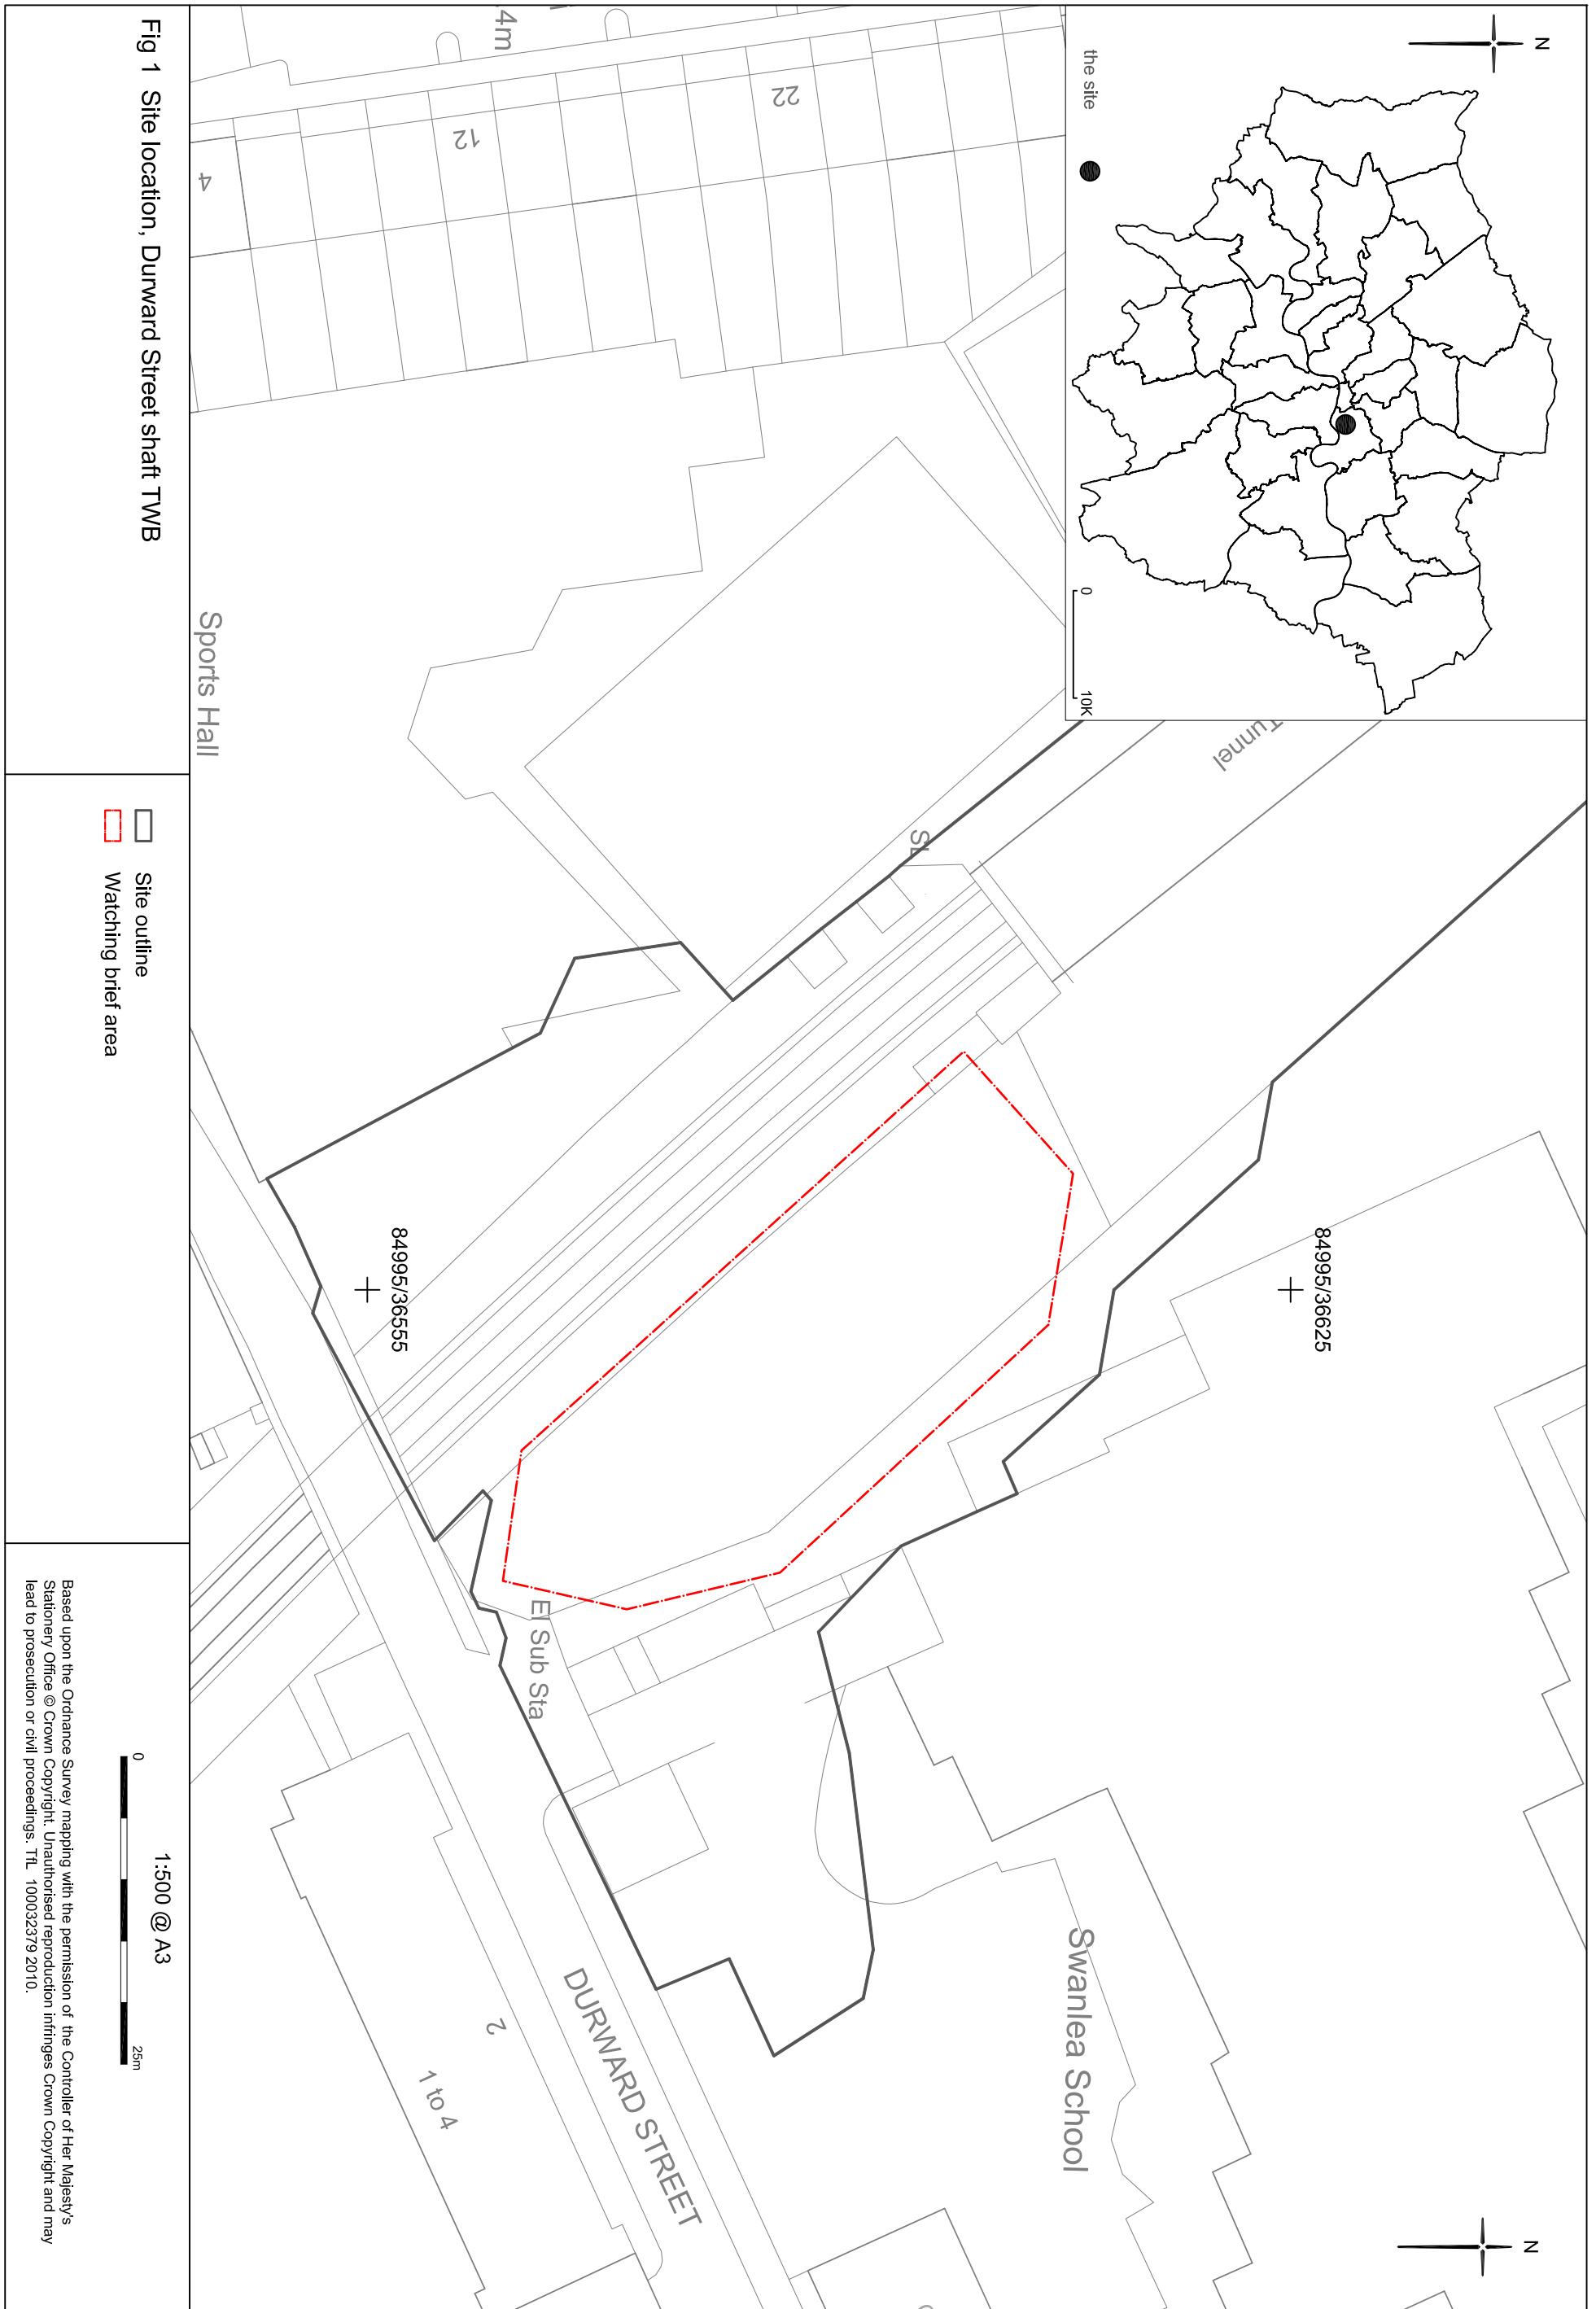 N
the site
0
10K
4m
22
12
4
Tunnel
SL
Sports Hall
84995/36625
84995/36555
El Sub Sta
Swanlea School
DURWARD STREET
2
1 to 4
N
Fig 1 Site location, Durward Street shaft TWB
Site outline
Watching brief area
1:500 @ A3
0
25m
Based upon the Ordnance Survey mapping with the permission of the Controller of Her Majesty's
Stationery Office © Crown Copyright. Unauthorised reproduction infringes Crown Copyright and may
lead to prosecution or civil proceedings. TfL 100032379 2010.